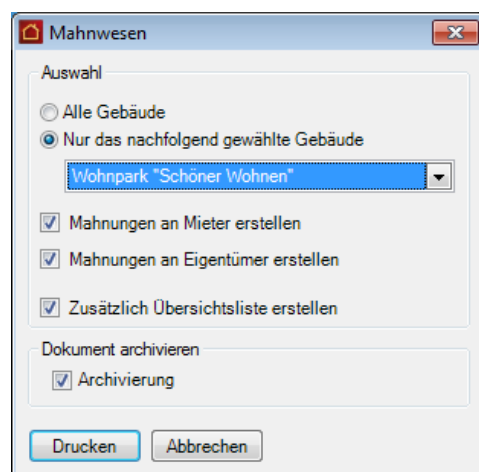 Mahnwesen
Auswahl
Alle Gebäude
Nur das nachfolgend gewählte Gebäude
Wohnpark "Schöner Wohnen"
Mahnungen an Mieter erstellen
Mahnungen an Eigentümer erstellen
Zusätzlich Übersichtsliste erstellen
Dokument archivieren
Archivierung
Drucken Abbrechen